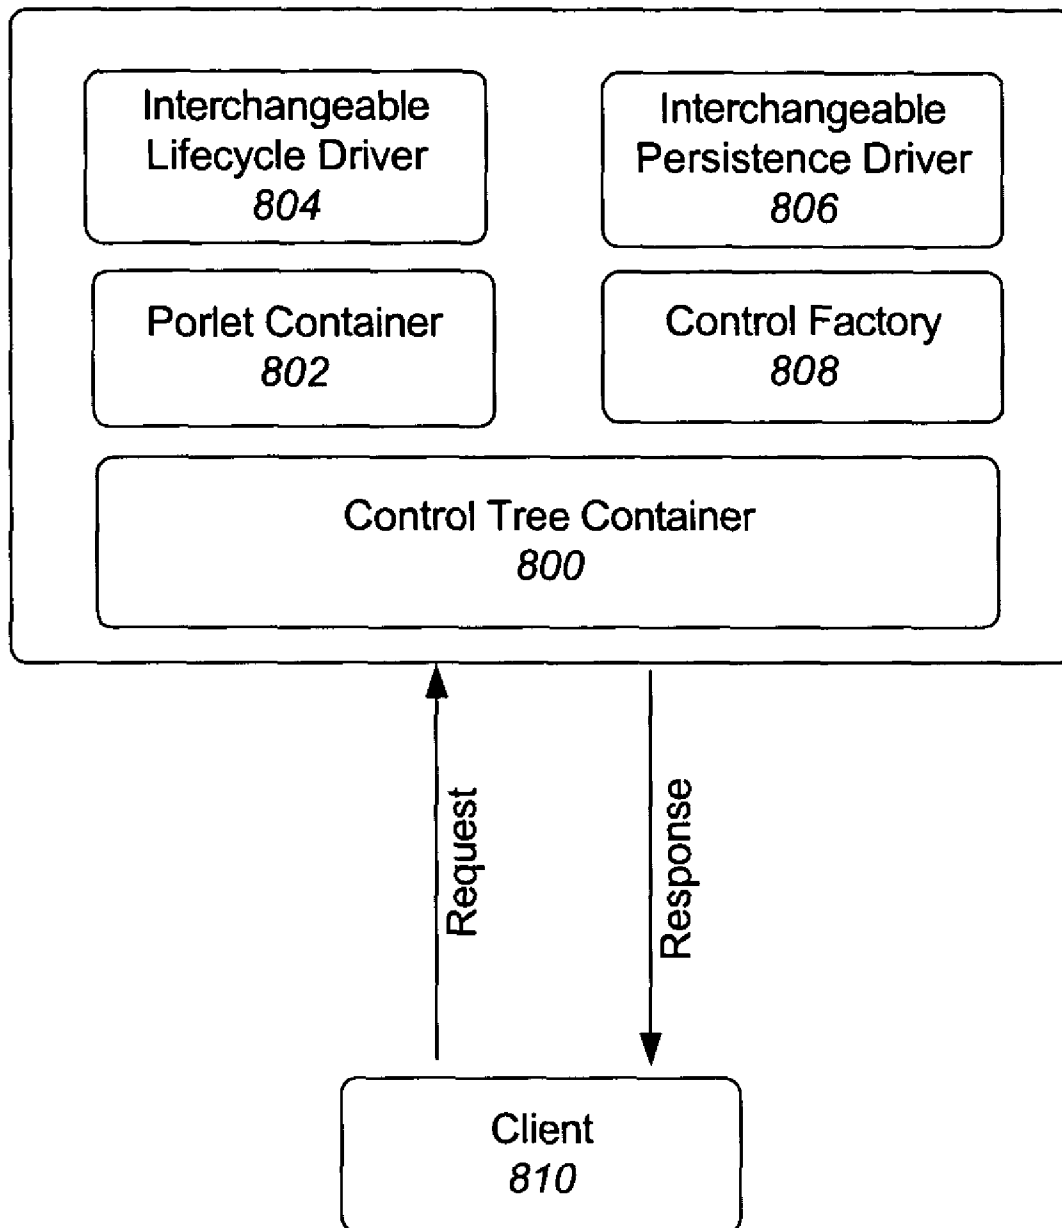 Interchangeable
Lifecycle Driver
804
Interchangeable
Persistence Driver
806
Porlet Container
802
Control Factory
808
Control Tree Container
800
Request
Response
Client
810